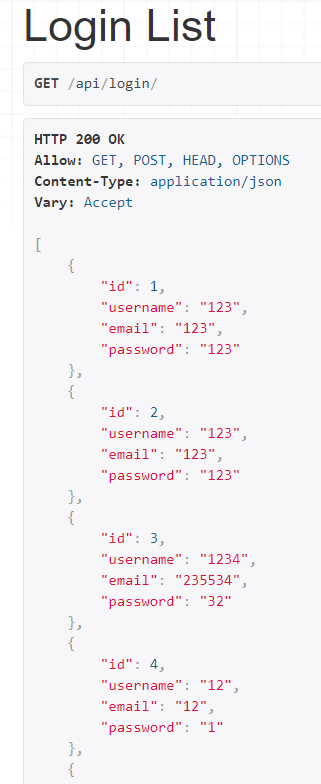 Login List
GET /api/login/
HTTP 200 OK
Allow: GET, POST, HEAD, OPTIONS
Content-Type: application/json
Vary: Accept
[
    {
        "id": 1,
        "username": "123",
        "email": "123",
        "password": "123"
    },
    {
        "id": 2,
        "username": "123",
        "email": "123",
        "password": "123"
    },
    {
        "id": 3,
        "username": "1234",
        "email": "235534",
        "password": "32"
    },
    {
        "id": 4,
        "username": "12",
        "email": "12",
        "password": "1"
    },
    {